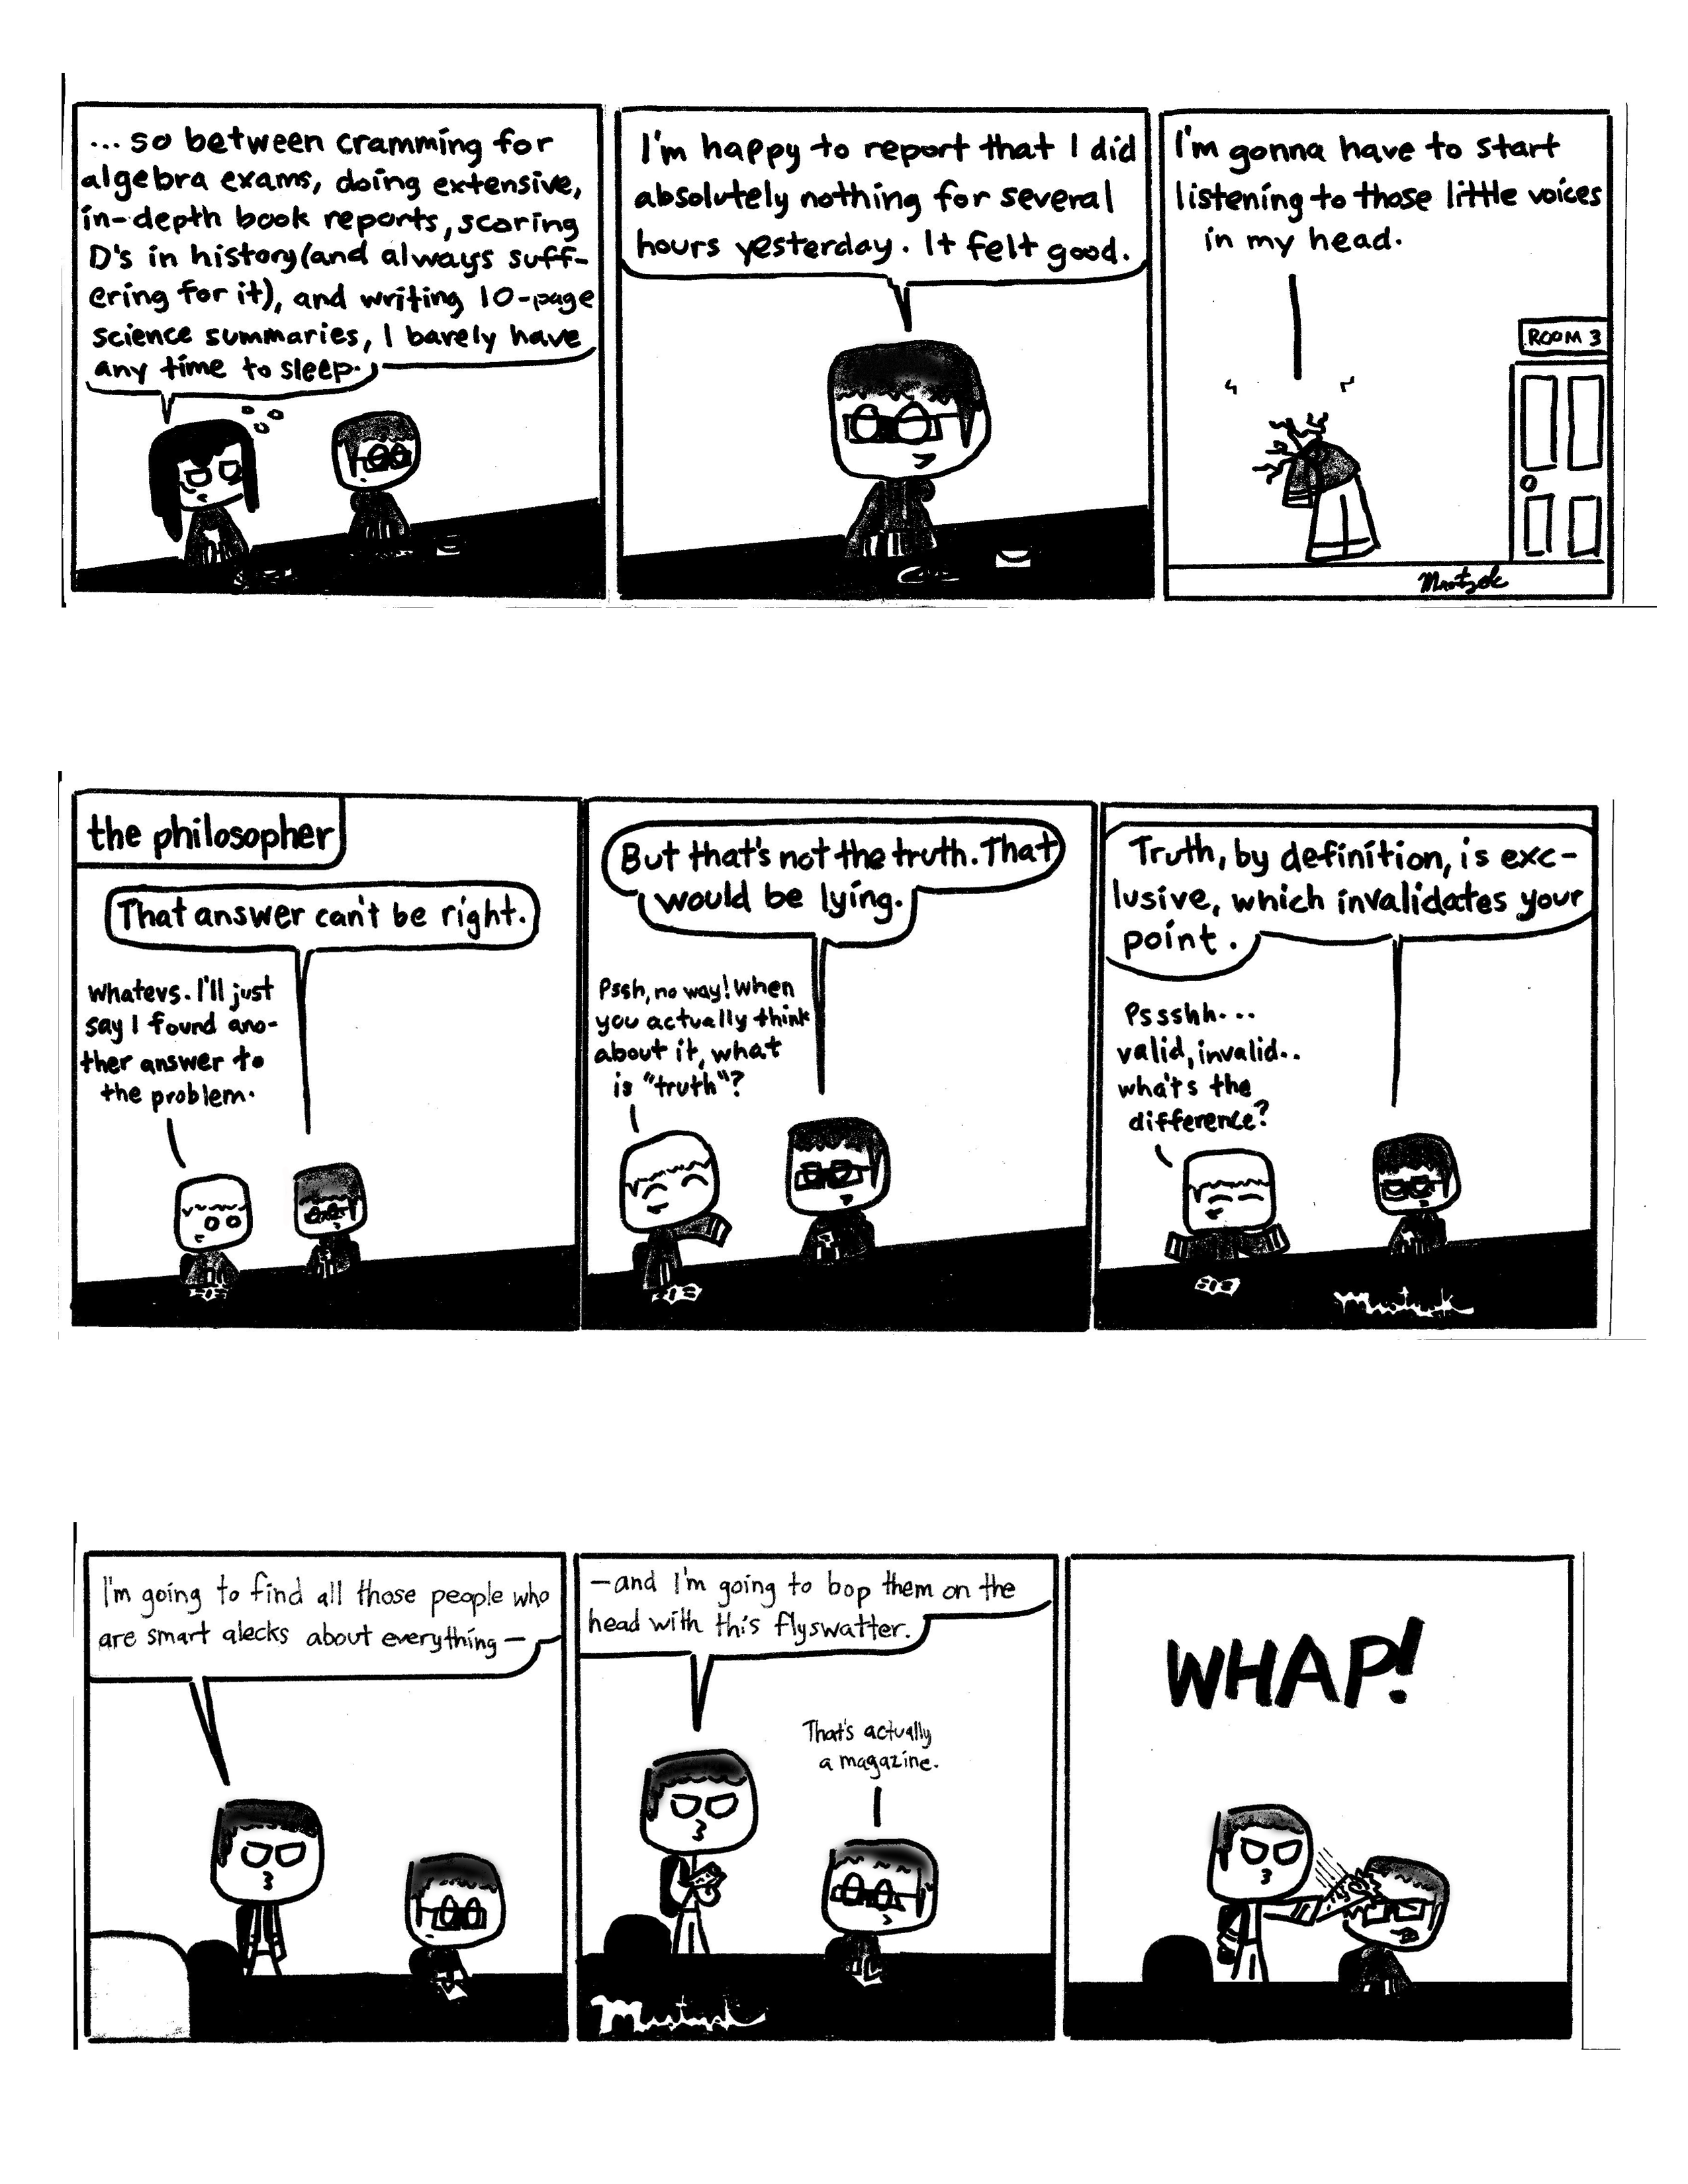 ... so between cramming for
algebra exams, doing extensive,
in-depth book reports, scoring
D's in history (and always suff-
ering for it), and writing 10-page
science summaries, I barely have
any time to sleep.
I'm happy to report that I did
absolutely nothing for several
hours yesterday. It felt good.
I'm gonna have to start
listening to those little voices
in my head.
ROOM 3
the philosopher
That answer can't be right.
Whatevs. I'll just
say I found ano-
ther answer to
the problem.
But that's not the truth. That
would be lying.
Pssh, no way! When
you actually think
about it, what
is "truth"?
Truth, by definition, is exc-
lusive, which invalidates your
point.
Pssshh...
valid, invalid..
what's the
difference?
I'm going to find all those people who
are smart alecks about everything—
—and I'm going to bop them on the
head with this flyswatter.
That's actually
a magazine.
WHAP!